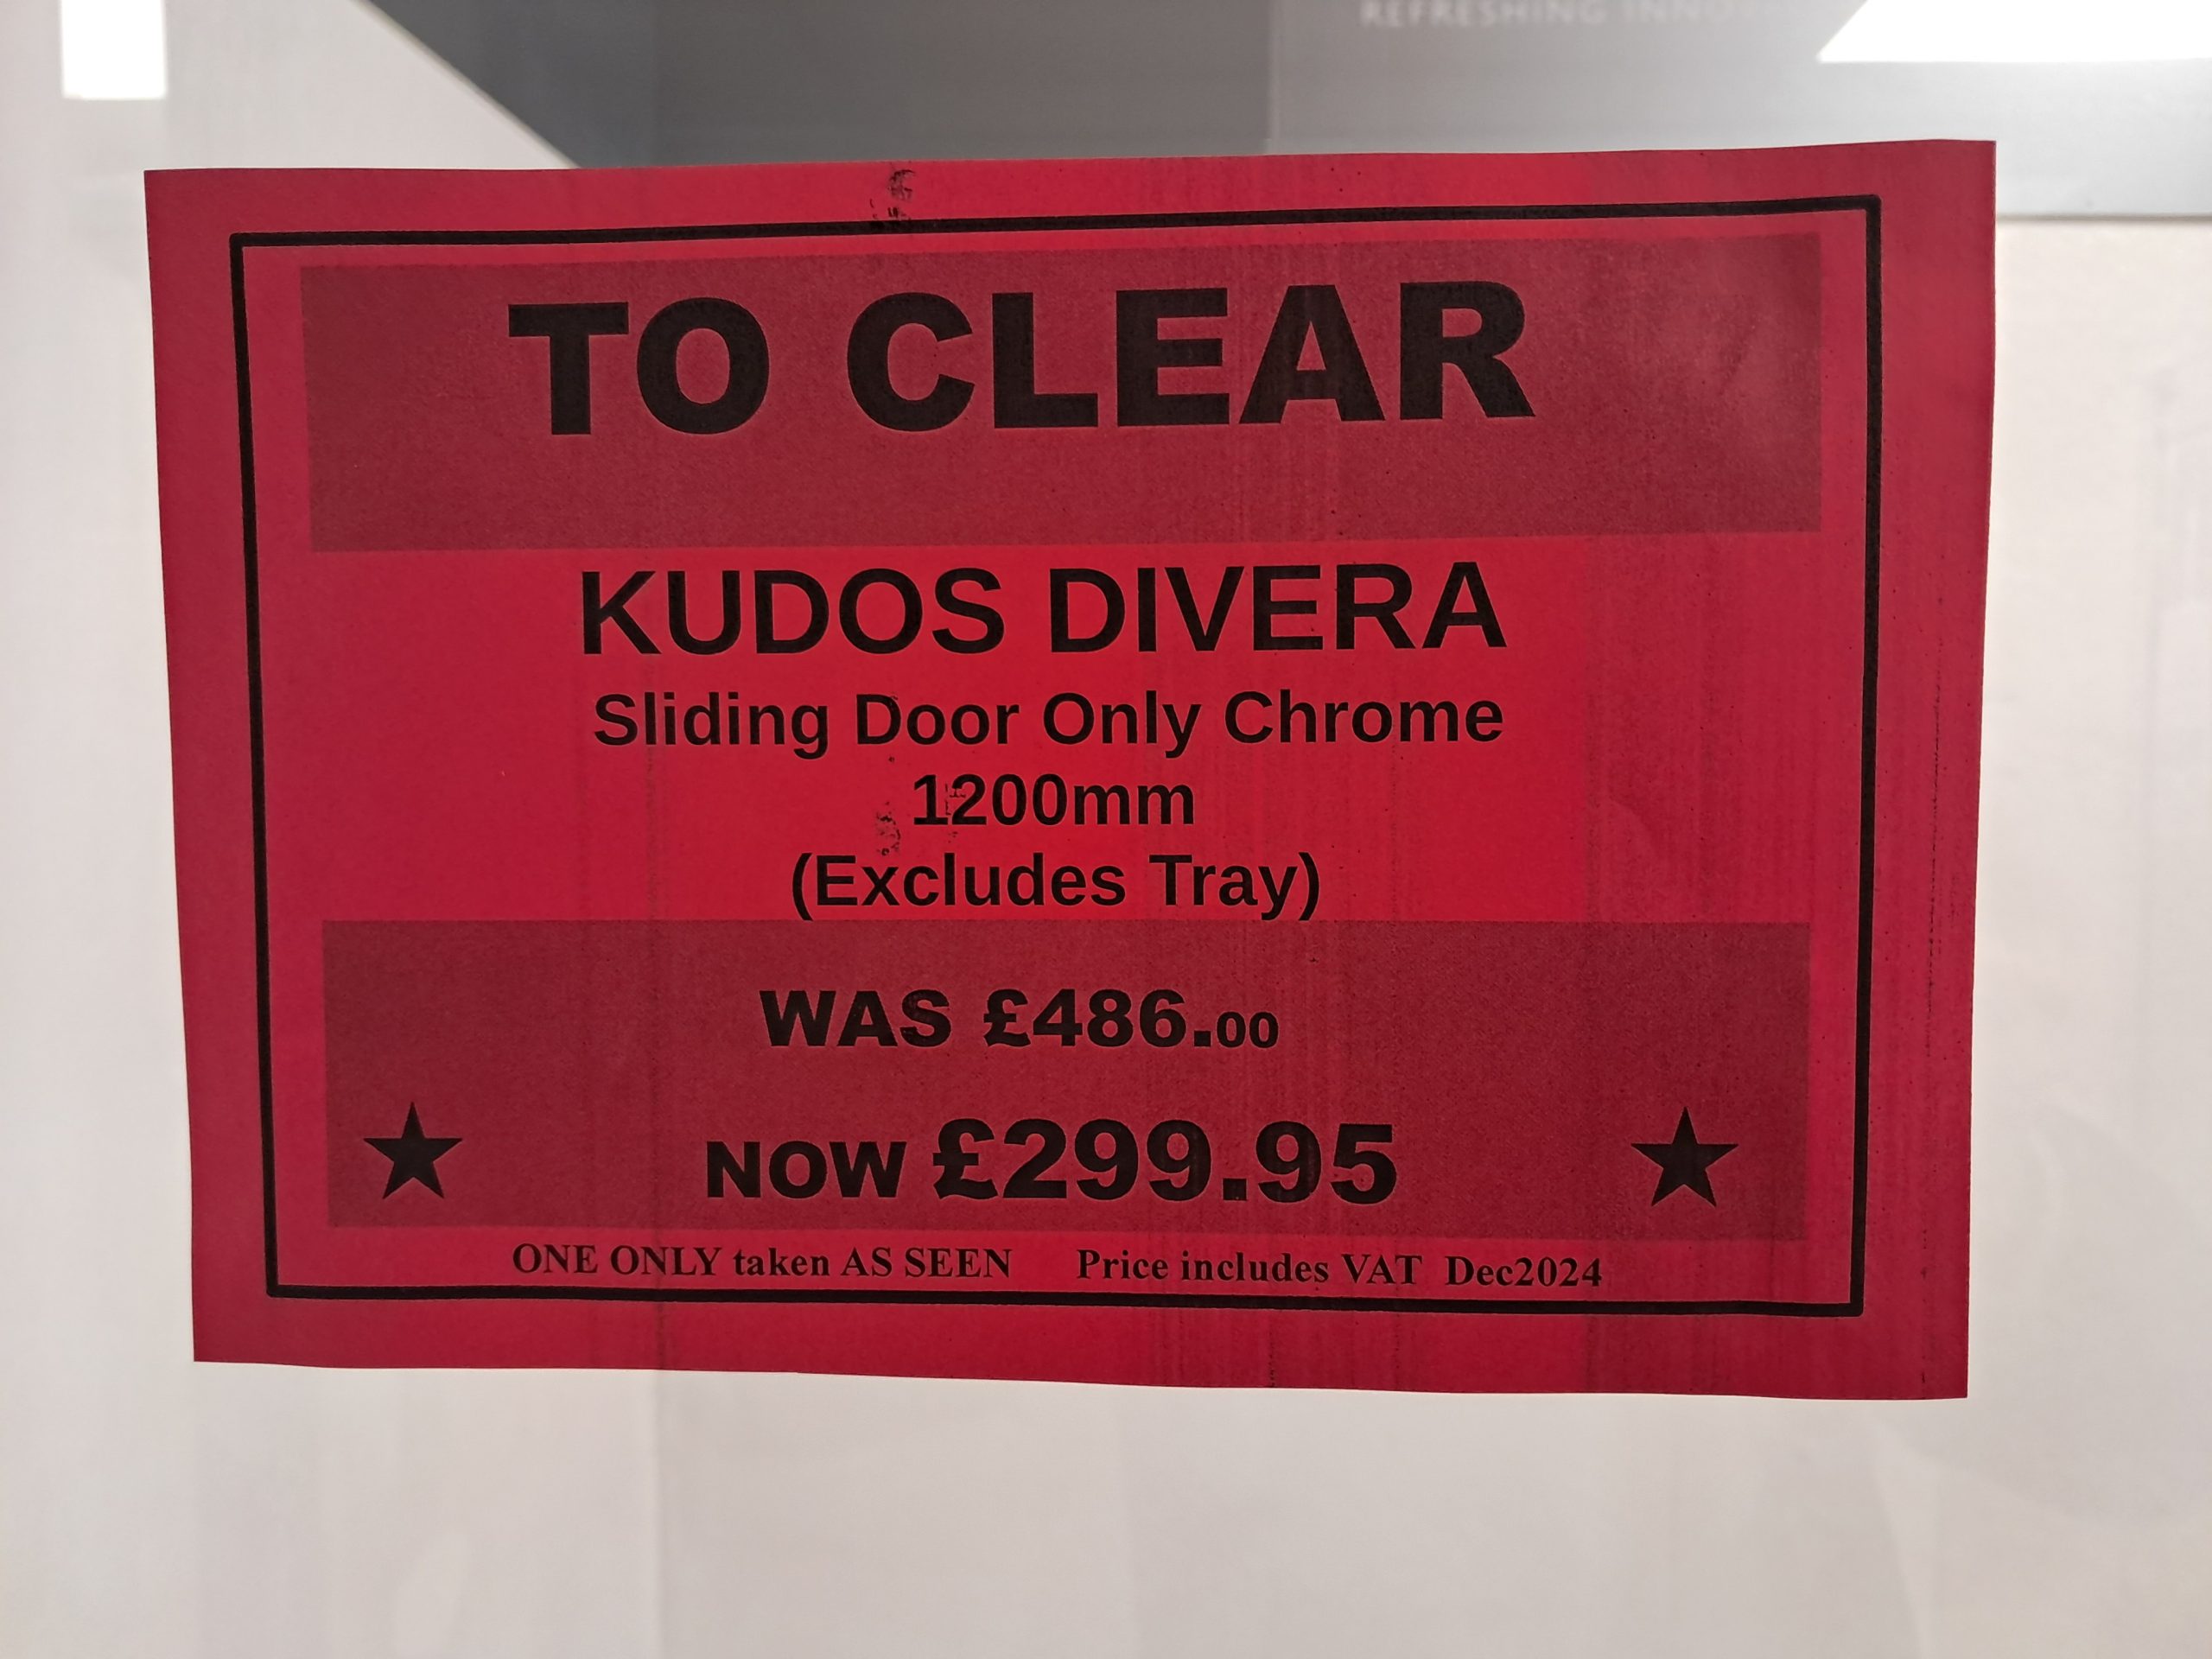 REFRESHING
TO CLEAR
KUDOS DIVERA
Sliding Door Only Chrome
1200mm
(Excludes Tray)
WAS £486.00
NOW £299.95
ONE ONLY taken AS SEEN Price includes VAT Dec2024